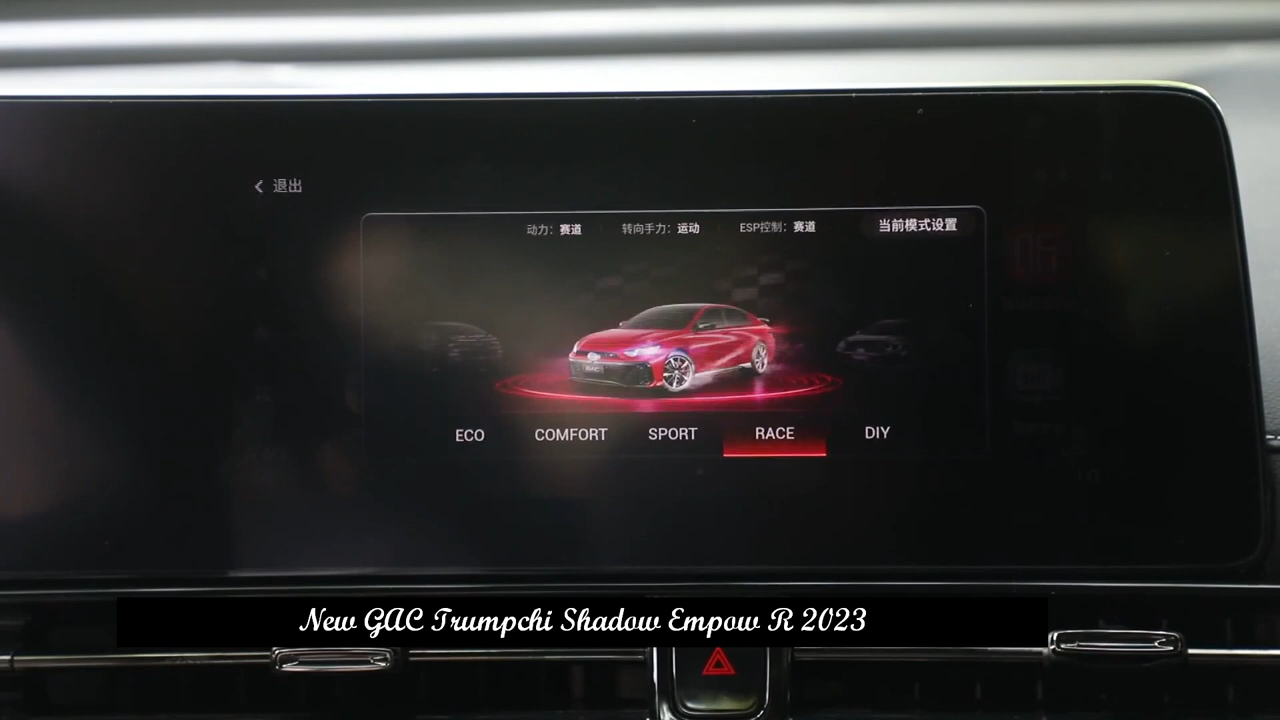 退出
动力：赛道 转向手力：运动 ESP控制：赛道 当前模式设置
GAC
ECO COMFORT SPORT RACE DIY
New GAC Trumpchi Shadow Empow R 2023